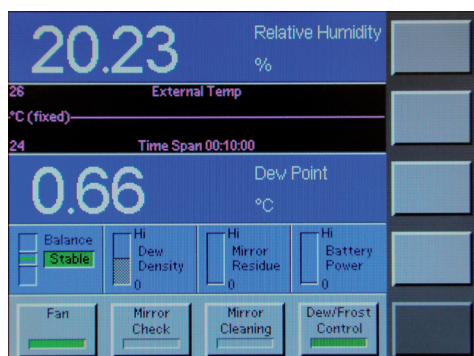 20.23
Relative Humidity
%
26
External Temp
°C (fixed)
24
Time Span 00:10:00
0.66
Dew Point
°C
Balance
Stable
Hi
Dew
Density
0
Hi
Mirror
Residue
0
Hi
Battery
Power
0
Fan
Mirror
Check
Mirror
Cleaning
Dew/Frost
Control